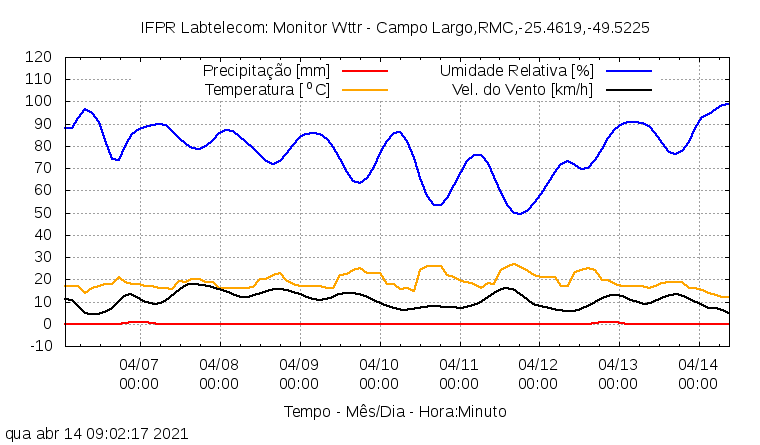 IFPR Labtelecom: Monitor Wttr - Campo Largo,RMC,-25.4619,-49.5225
Precipitação [mm]
Temperatura [ ⁰C]
Umidade Relativa [%]
Vel. do Vento [km/h]
120
110
100
90
80
70
60
50
40
30
20
10
0
-10
04/07 04/08 04/09 04/10 04/11 04/12 04/13 04/14
00:00 00:00 00:00 00:00 00:00 00:00 00:00 00:00
Tempo - Mês/Dia - Hora:Minuto
qua abr 14 09:02:17 2021